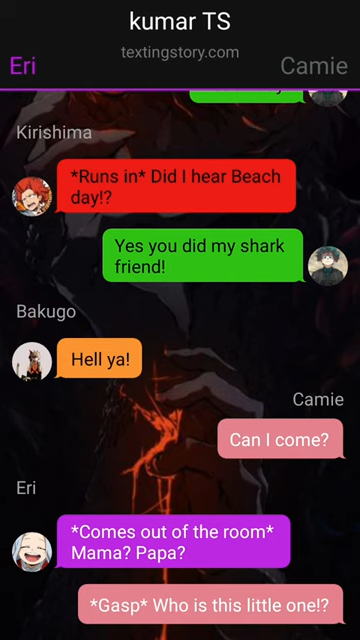 kumar TS
textingstory.com
Eri
Camie
Kirishima
*Runs in* Did I hear Beach
day!?
Yes you did my shark
friend!
Bakugo
Hell ya!
Camie
Can I come?
Eri
*Comes out of the room*
Mama? Papa?
*Gasp* Who is this little one!?